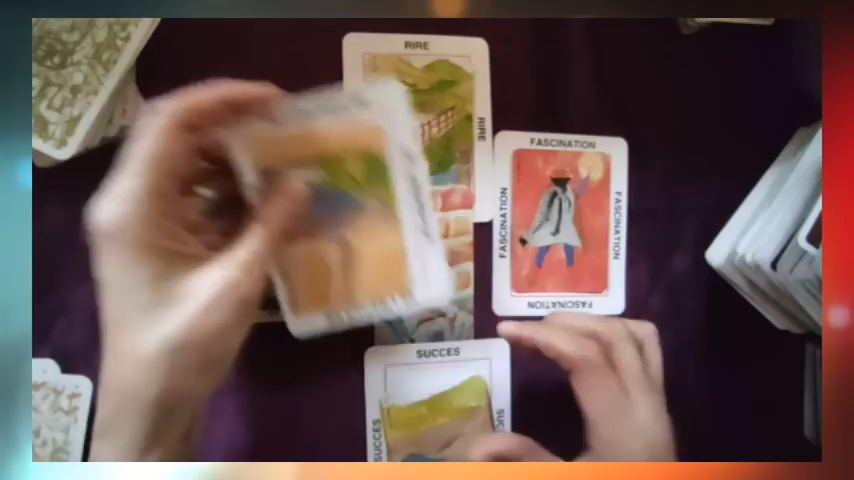 RIRE
RIRE
FASCINATION
FASCINATION
FASCINATION
FASCINATION
SUCCES
SUCCES